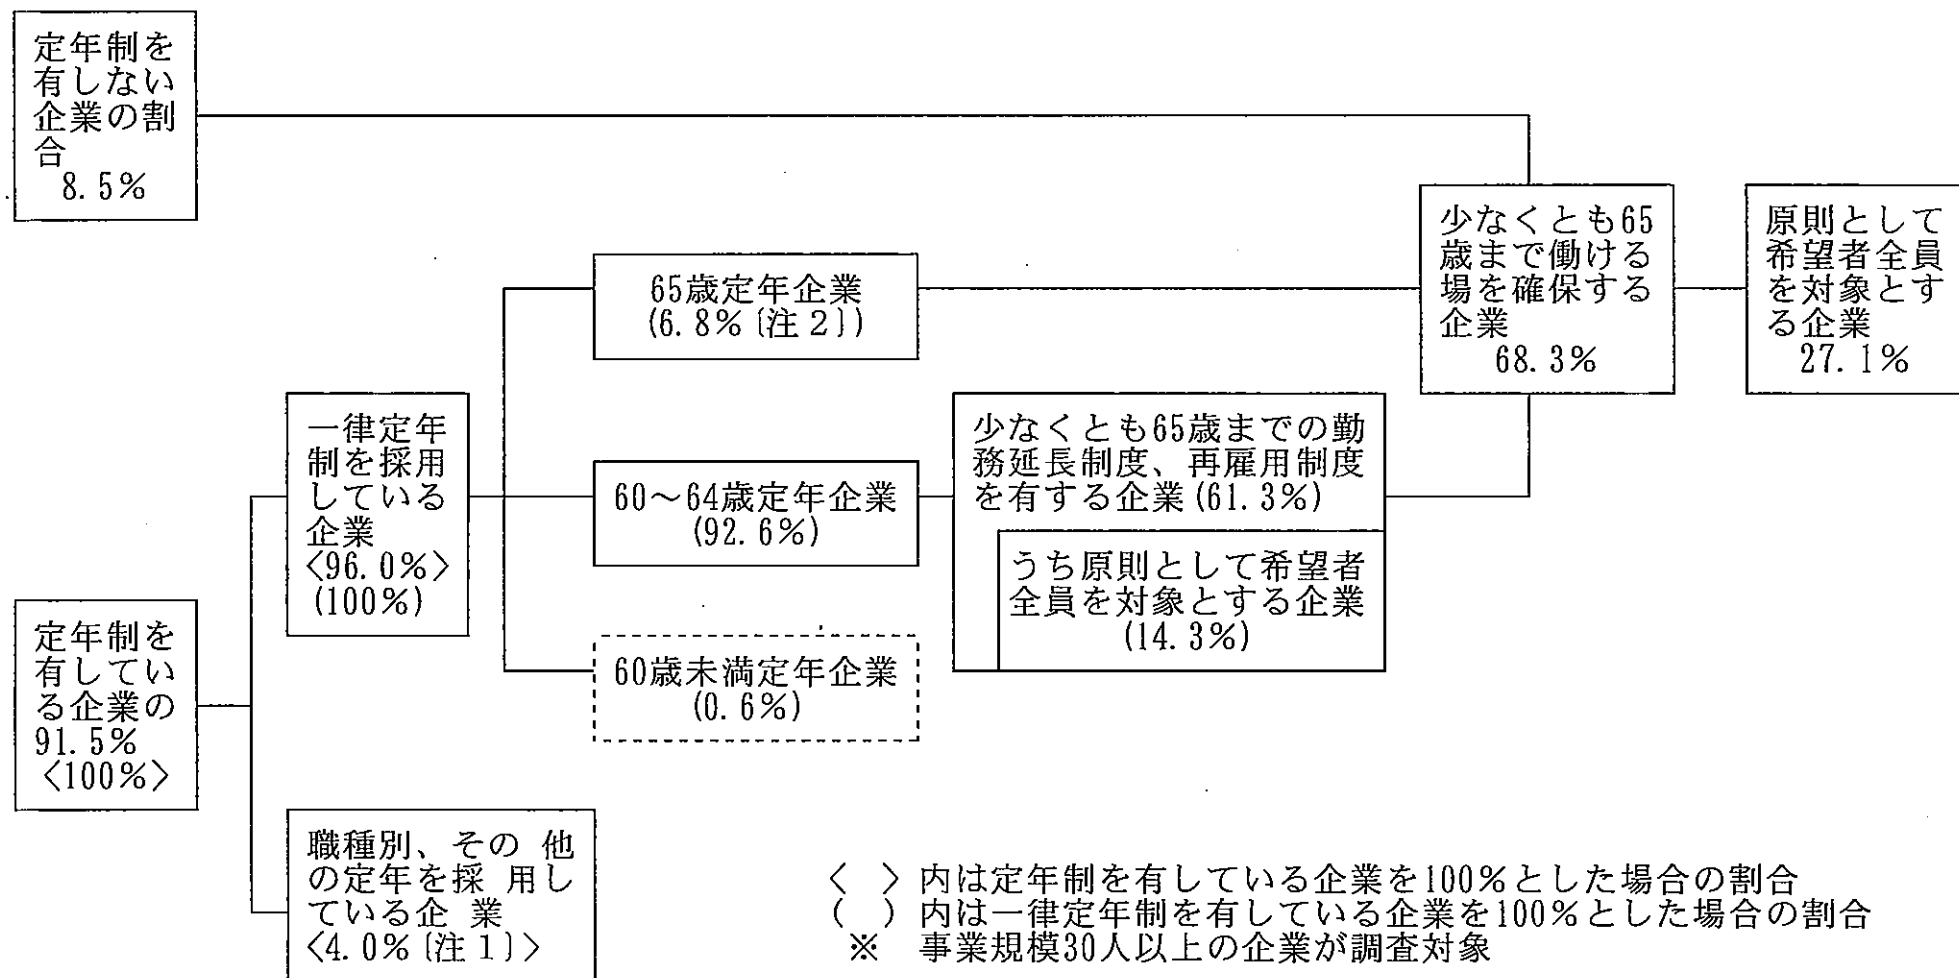 定年制を
有しない
企業の割
合
8.5%
少なくとも65
歳まで働ける
場を確保する
企業
68.3%
原則として
希望者全員
を対象とす
る企業
27.1%
65歳定年企業
(6.8%〔注2〕)
一律定年
制を採用
している
企業
〈96.0%〉
(100%)
60～64歳定年企業
(92.6%)
少なくとも65歳までの勤
務延長制度、再雇用制度
を有する企業(61.3%)
うち原則として希望者
全員を対象とする企業
(14.3%)
60歳未満定年企業
(0.6%)
定年制を
有してい
る企業の
91.5%
〈100%〉
職種別、その 他
の定年を採 用し
ている企 業
〈4.0%〔注1〕〉
〈 〉内は定年制を有している企業を100%とした場合の割合
( )内は一律定年制を有している企業を100%とした場合の割合
※ 事業規模30人以上の企業が調査対象